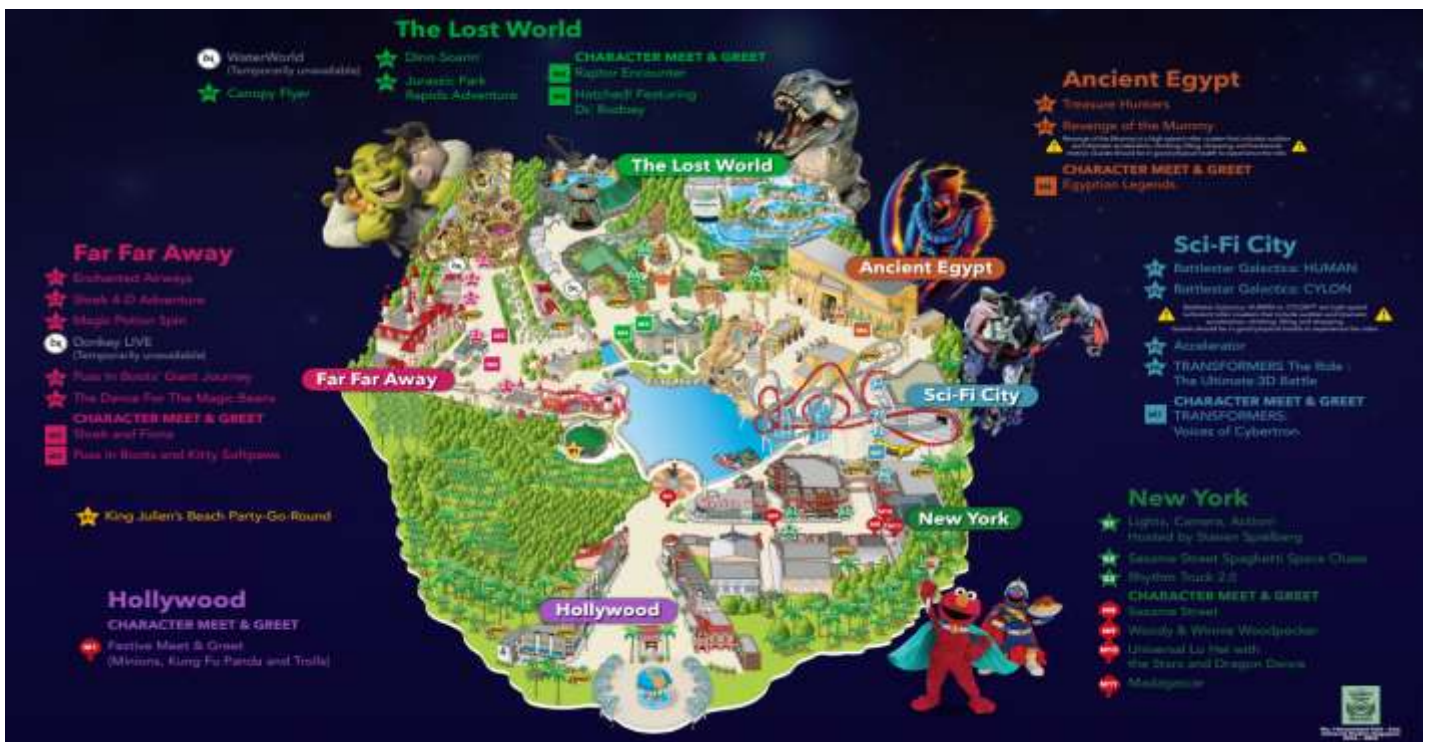 The Lost World
WaterWorld
(Temporarily unavailable)
Canopy Flyer
Dino-Soarin'
Jurassic Park
Rapids Adventure
CHARACTER MEET & GREET
Raptor Encounter
Hatched! Featuring
Dr. Rodney
Ancient Egypt
Treasure Hunters
Revenge of the Mummy
CHARACTER MEET & GREET
Egyptian Legends
Far Far Away
Enchanted Airways
Shrek 4-D Adventure
Magic Potion Spin
Donkey LIVE
(Temporarily unavailable)
Puss In Boots' Giant Journey
The Dance For The Magic Beans
CHARACTER MEET & GREET
Shrek and Fiona
Puss in Boots and Kitty Softpaws
King Julien's Beach Party-Go-Round
Hollywood
CHARACTER MEET & GREET
Festive Meet & Greet
(Minions, Kung Fu Panda and Trolls)
Sci-Fi City
Battlestar Galactica: HUMAN
Battlestar Galactica: CYLON
Accelerator
TRANSFORMERS The Ride :
The Ultimate 3D Battle
CHARACTER MEET & GREET
TRANSFORMERS:
Voices of Cybertron
New York
Lights, Camera, Action!
Hosted by Steven Spielberg
Sesame Street Spaghetti Space Chase
Rhythm Truck 2.0
CHARACTER MEET & GREET
Sesame Street
Woody & Winnie Woodpecker
Universal Lo Hei with
the Stars and Dragon Dance
Madagascar
The Lost World
Ancient Egypt
Far Far Away
Sci-Fi City
New York
Hollywood